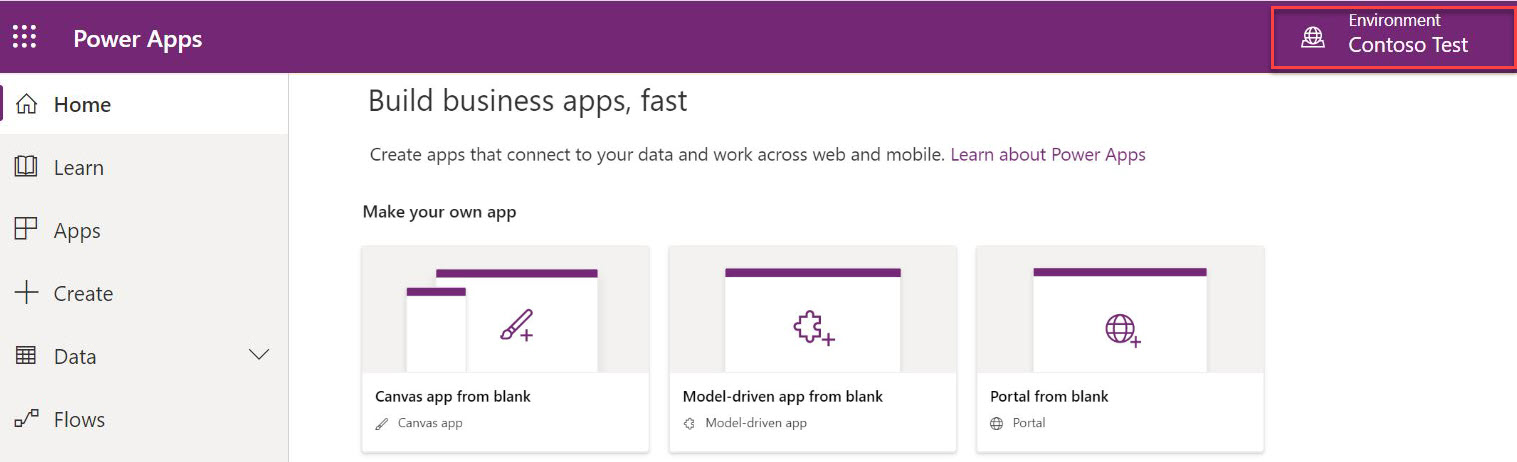 Power Apps
Environment
Contoso Test
Home
Learn
Apps
Create
Data
Flows
Build business apps, fast
Create apps that connect to your data and work across web and mobile. Learn about Power Apps
Make your own app
Canvas app from blank
Canvas app
Model-driven app from blank
Model-driven app
Portal from blank
Portal